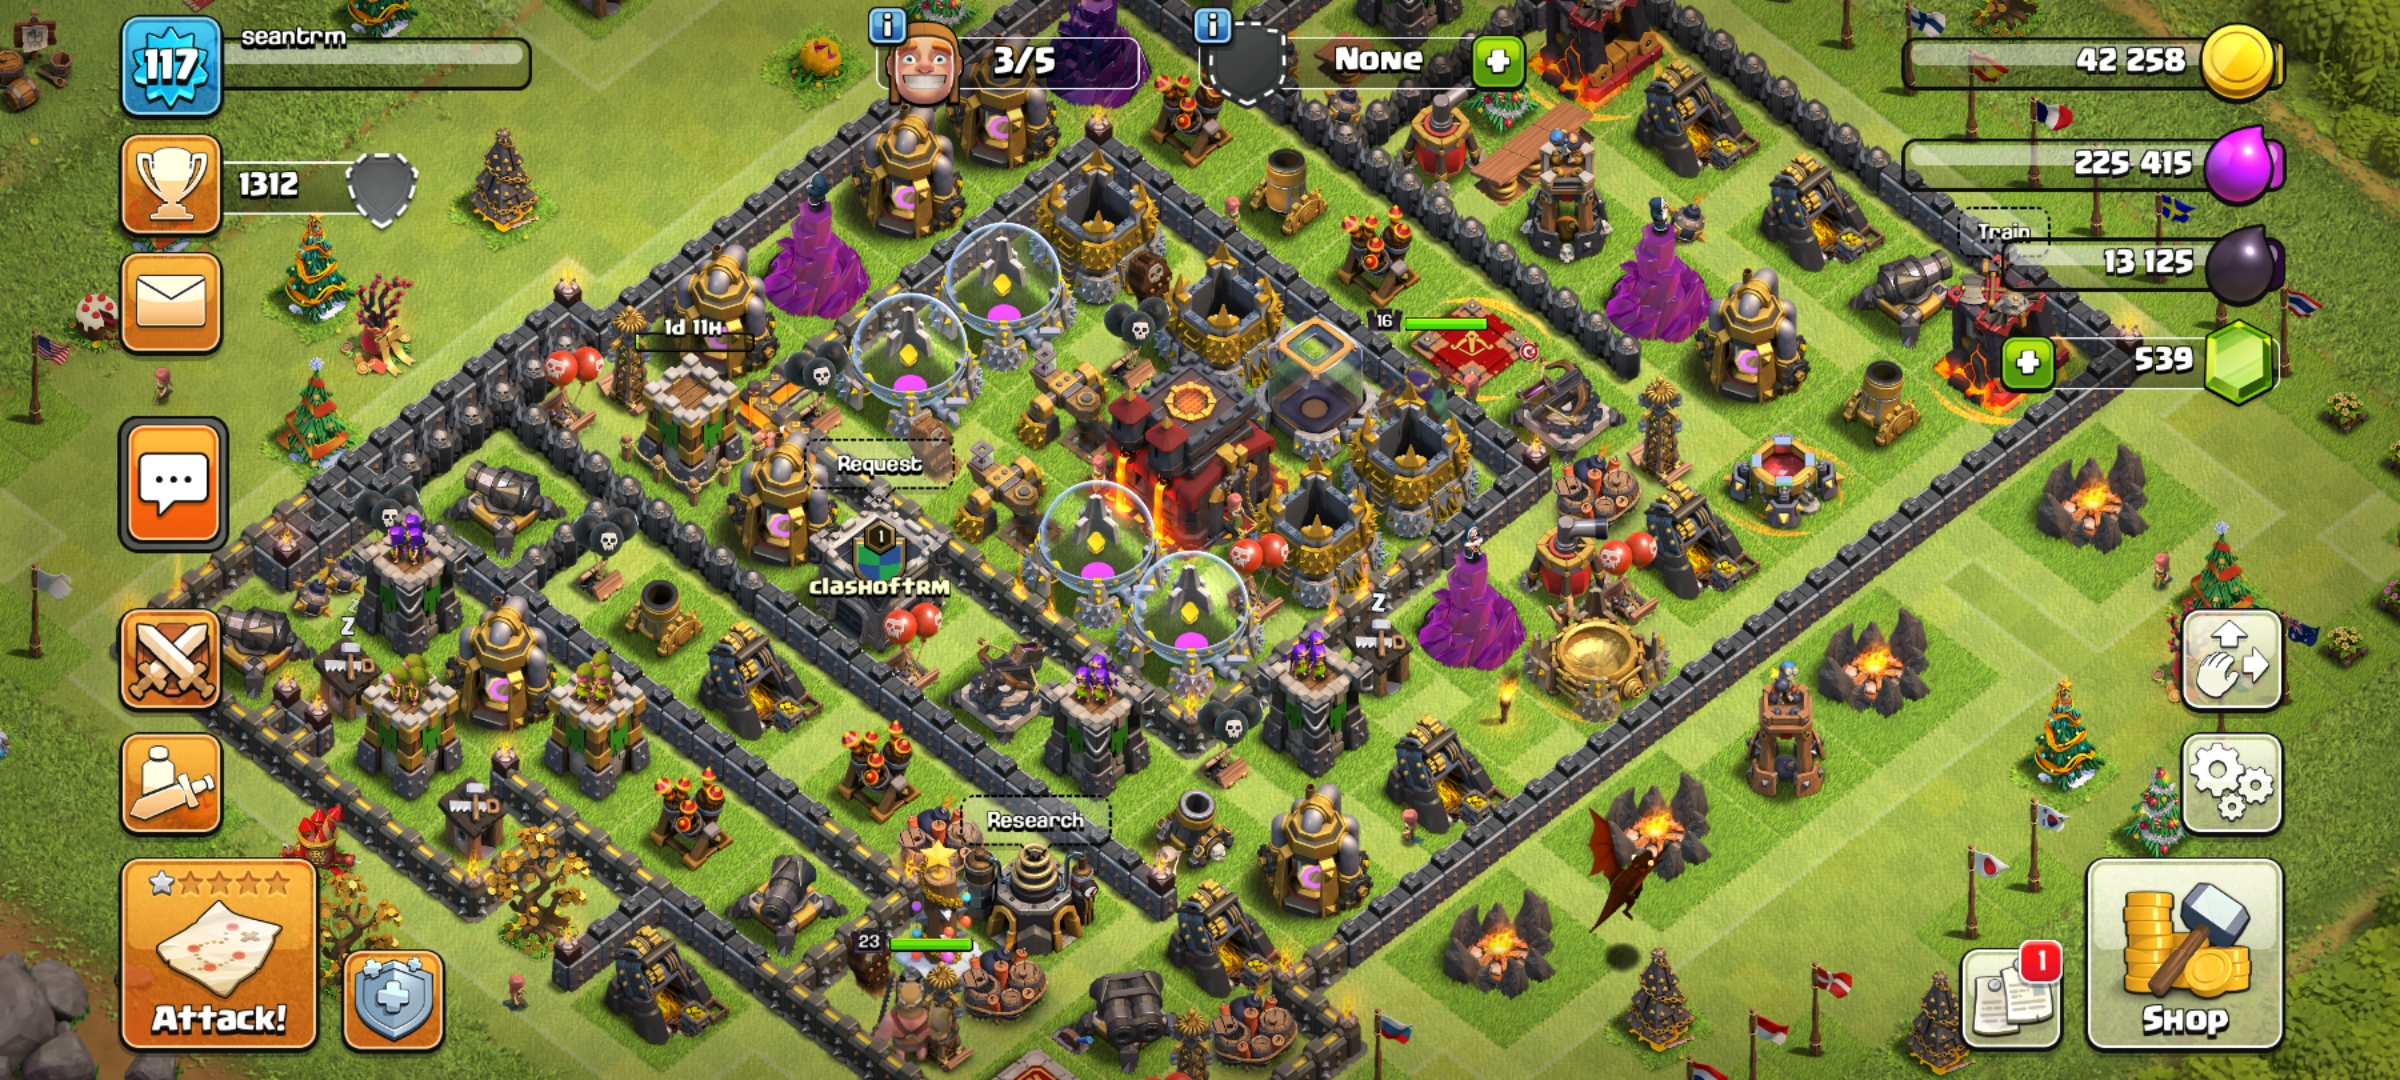 117
seantrm
3/5
None
42 258
1312
225 415
Train
13 125
1d 11H
16
539
Request
1
clashoftrm
Z
Z
Research
23
1
Attack!
Shop